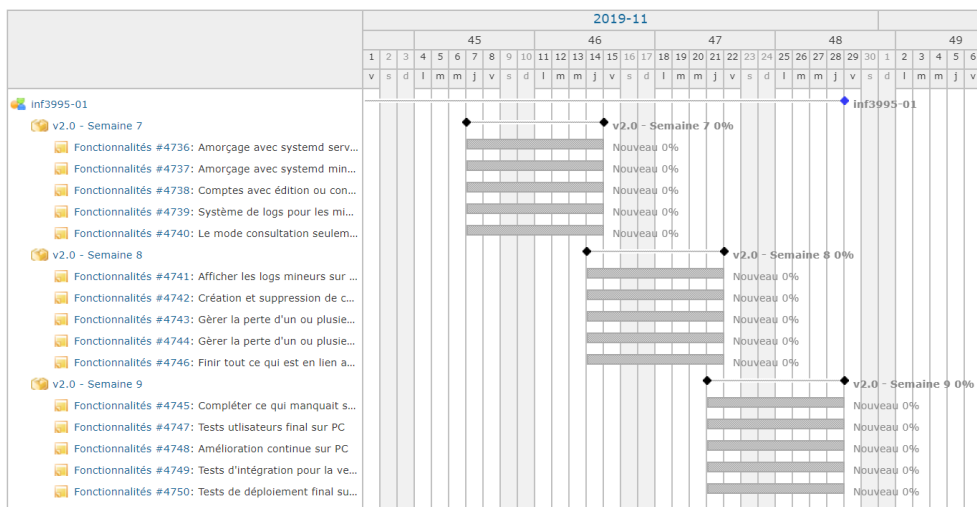 2019-11
45 46 47 48 49
1 2 3 4 5 6 7 8 9 10 11 12 13 14 15 16 17 18 19 20 21 22 23 24 25 26 27 28 29 30 1 2 3 4 5 6
v s d l m m j v s d l m m j v s d l m m j v s d l m m j v s d l m m j v
inf3995-01 inf3995-01
v2.0 - Semaine 7 v2.0 - Semaine 7 0%
Fonctionnalités #4736: Amorçage avec systemd serv... Nouveau 0%
Fonctionnalités #4737: Amorçage avec systemd min... Nouveau 0%
Fonctionnalités #4738: Comptes avec édition ou con... Nouveau 0%
Fonctionnalités #4739: Système de logs pour les mi... Nouveau 0%
Fonctionnalités #4740: Le mode consultation seulem... Nouveau 0%
v2.0 - Semaine 8 v2.0 - Semaine 8 0%
Fonctionnalités #4741: Afficher les logs mineurs sur ... Nouveau 0%
Fonctionnalités #4742: Création et suppression de c... Nouveau 0%
Fonctionnalités #4743: Gèrer la perte d'un ou plusie... Nouveau 0%
Fonctionnalités #4744: Gèrer la perte d'un ou plusie... Nouveau 0%
Fonctionnalités #4746: Finir tout ce qui est en lien a... Nouveau 0%
v2.0 - Semaine 9 v2.0 - Semaine 9 0%
Fonctionnalités #4745: Compléter ce qui manquait s... Nouveau 0%
Fonctionnalités #4747: Tests utlisateurs final sur PC Nouveau 0%
Fonctionnalités #4748: Amélioration continue sur PC Nouveau 0%
Fonctionnalités #4749: Tests d'intégration pour la ve... Nouveau 0%
Fonctionnalités #4750: Tests de déploiement final su... Nouveau 0%